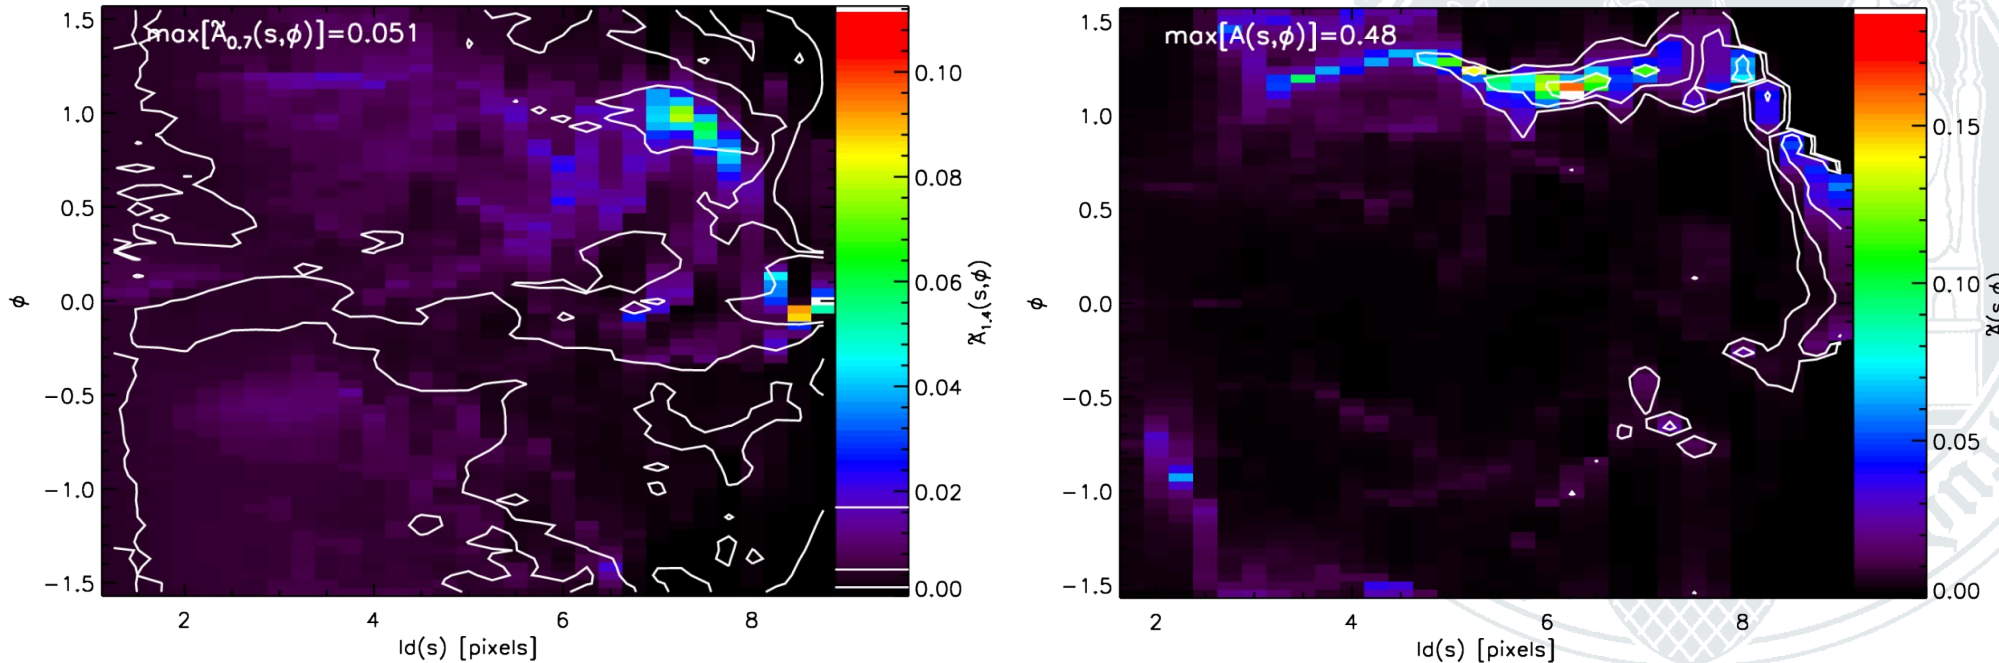 max[Ã0.7(s,ϕ)]=0.051
1.5
1.0
0.5
0.0
−0.5
−1.0
−1.5
ϕ
2 4 6 8
ld(s) [pixels]
0.10
0.08
0.06
0.04
0.02
0.00
Ã1.4(s,ϕ)
max[A(s,ϕ)]=0.48
1.5
1.0
0.5
0.0
−0.5
−1.0
−1.5
ϕ
2 4 6 8
ld(s) [pixels]
0.15
0.10
0.05
0.00
Ã(s,ϕ)